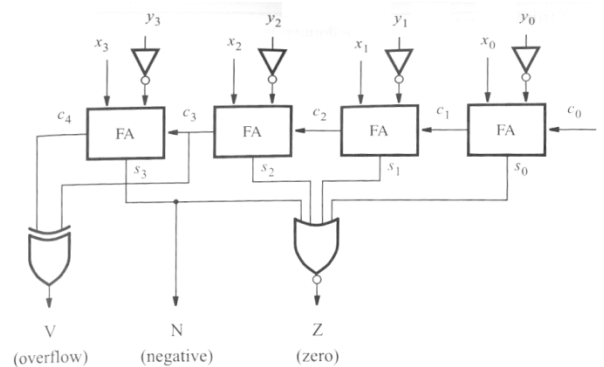 y3 y2 y1 y0
x3 x2 x1 x0
c4 FA c3 FA c2 FA c1 FA c0
s3 s2 s1 s0
V N Z
(overflow) (negative) (zero)